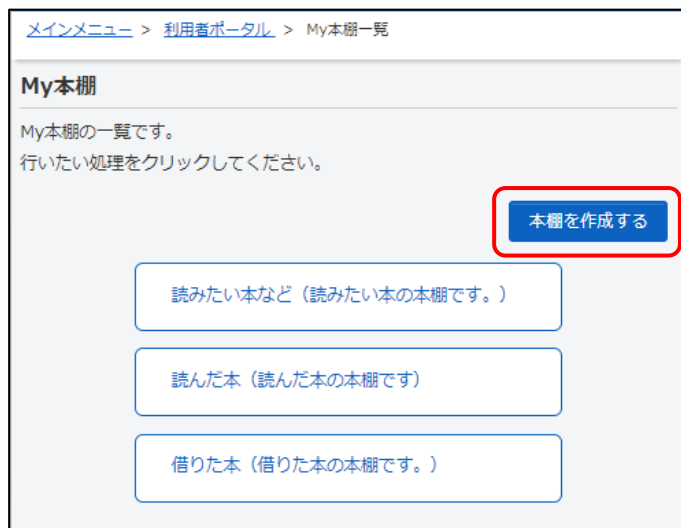 メインメニュー > 利用者ポータル > My本棚一覧
My本棚
My本棚の一覧です。
行いたい処理をクリックしてください。
本棚を作成する
読みたい本など（読みたい本の本棚です。）
読んだ本（読んだ本の本棚です）
借りた本（借りた本の本棚です。）